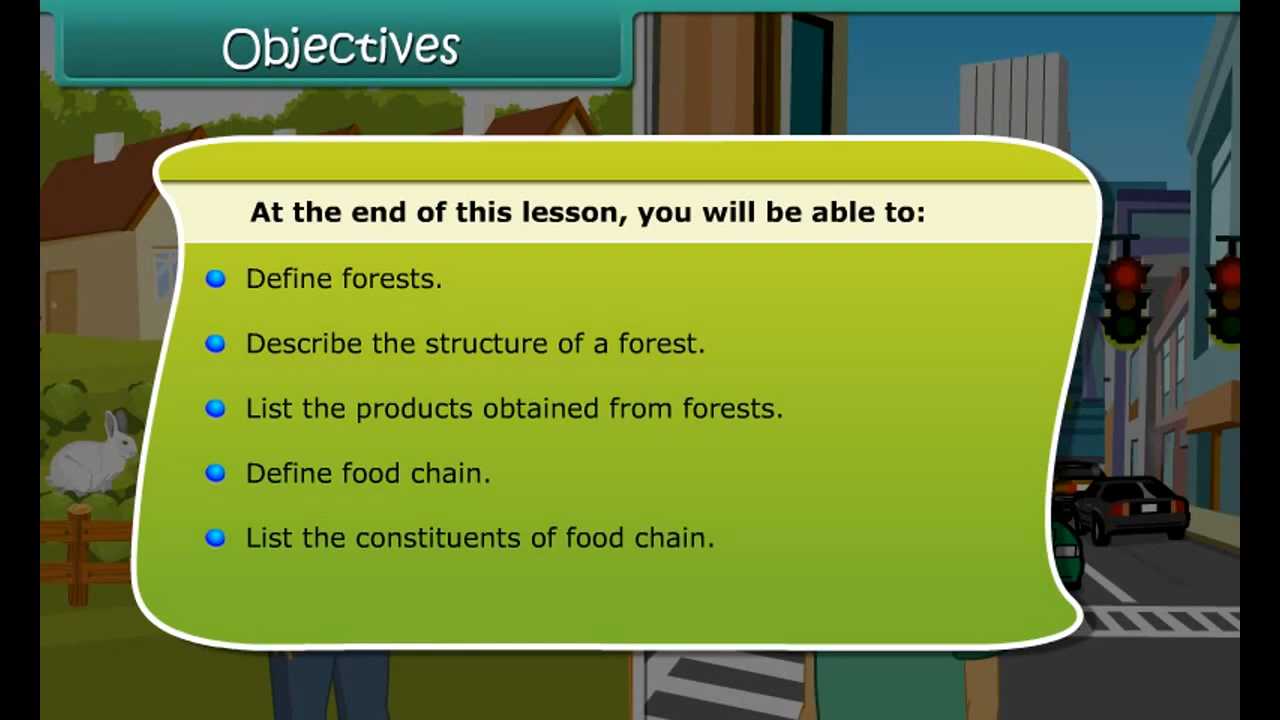 Objectives
At the end of this lesson, you will be able to:
Define forests.
Describe the structure of a forest.
List the products obtained from forests.
Define food chain.
List the constituents of food chain.